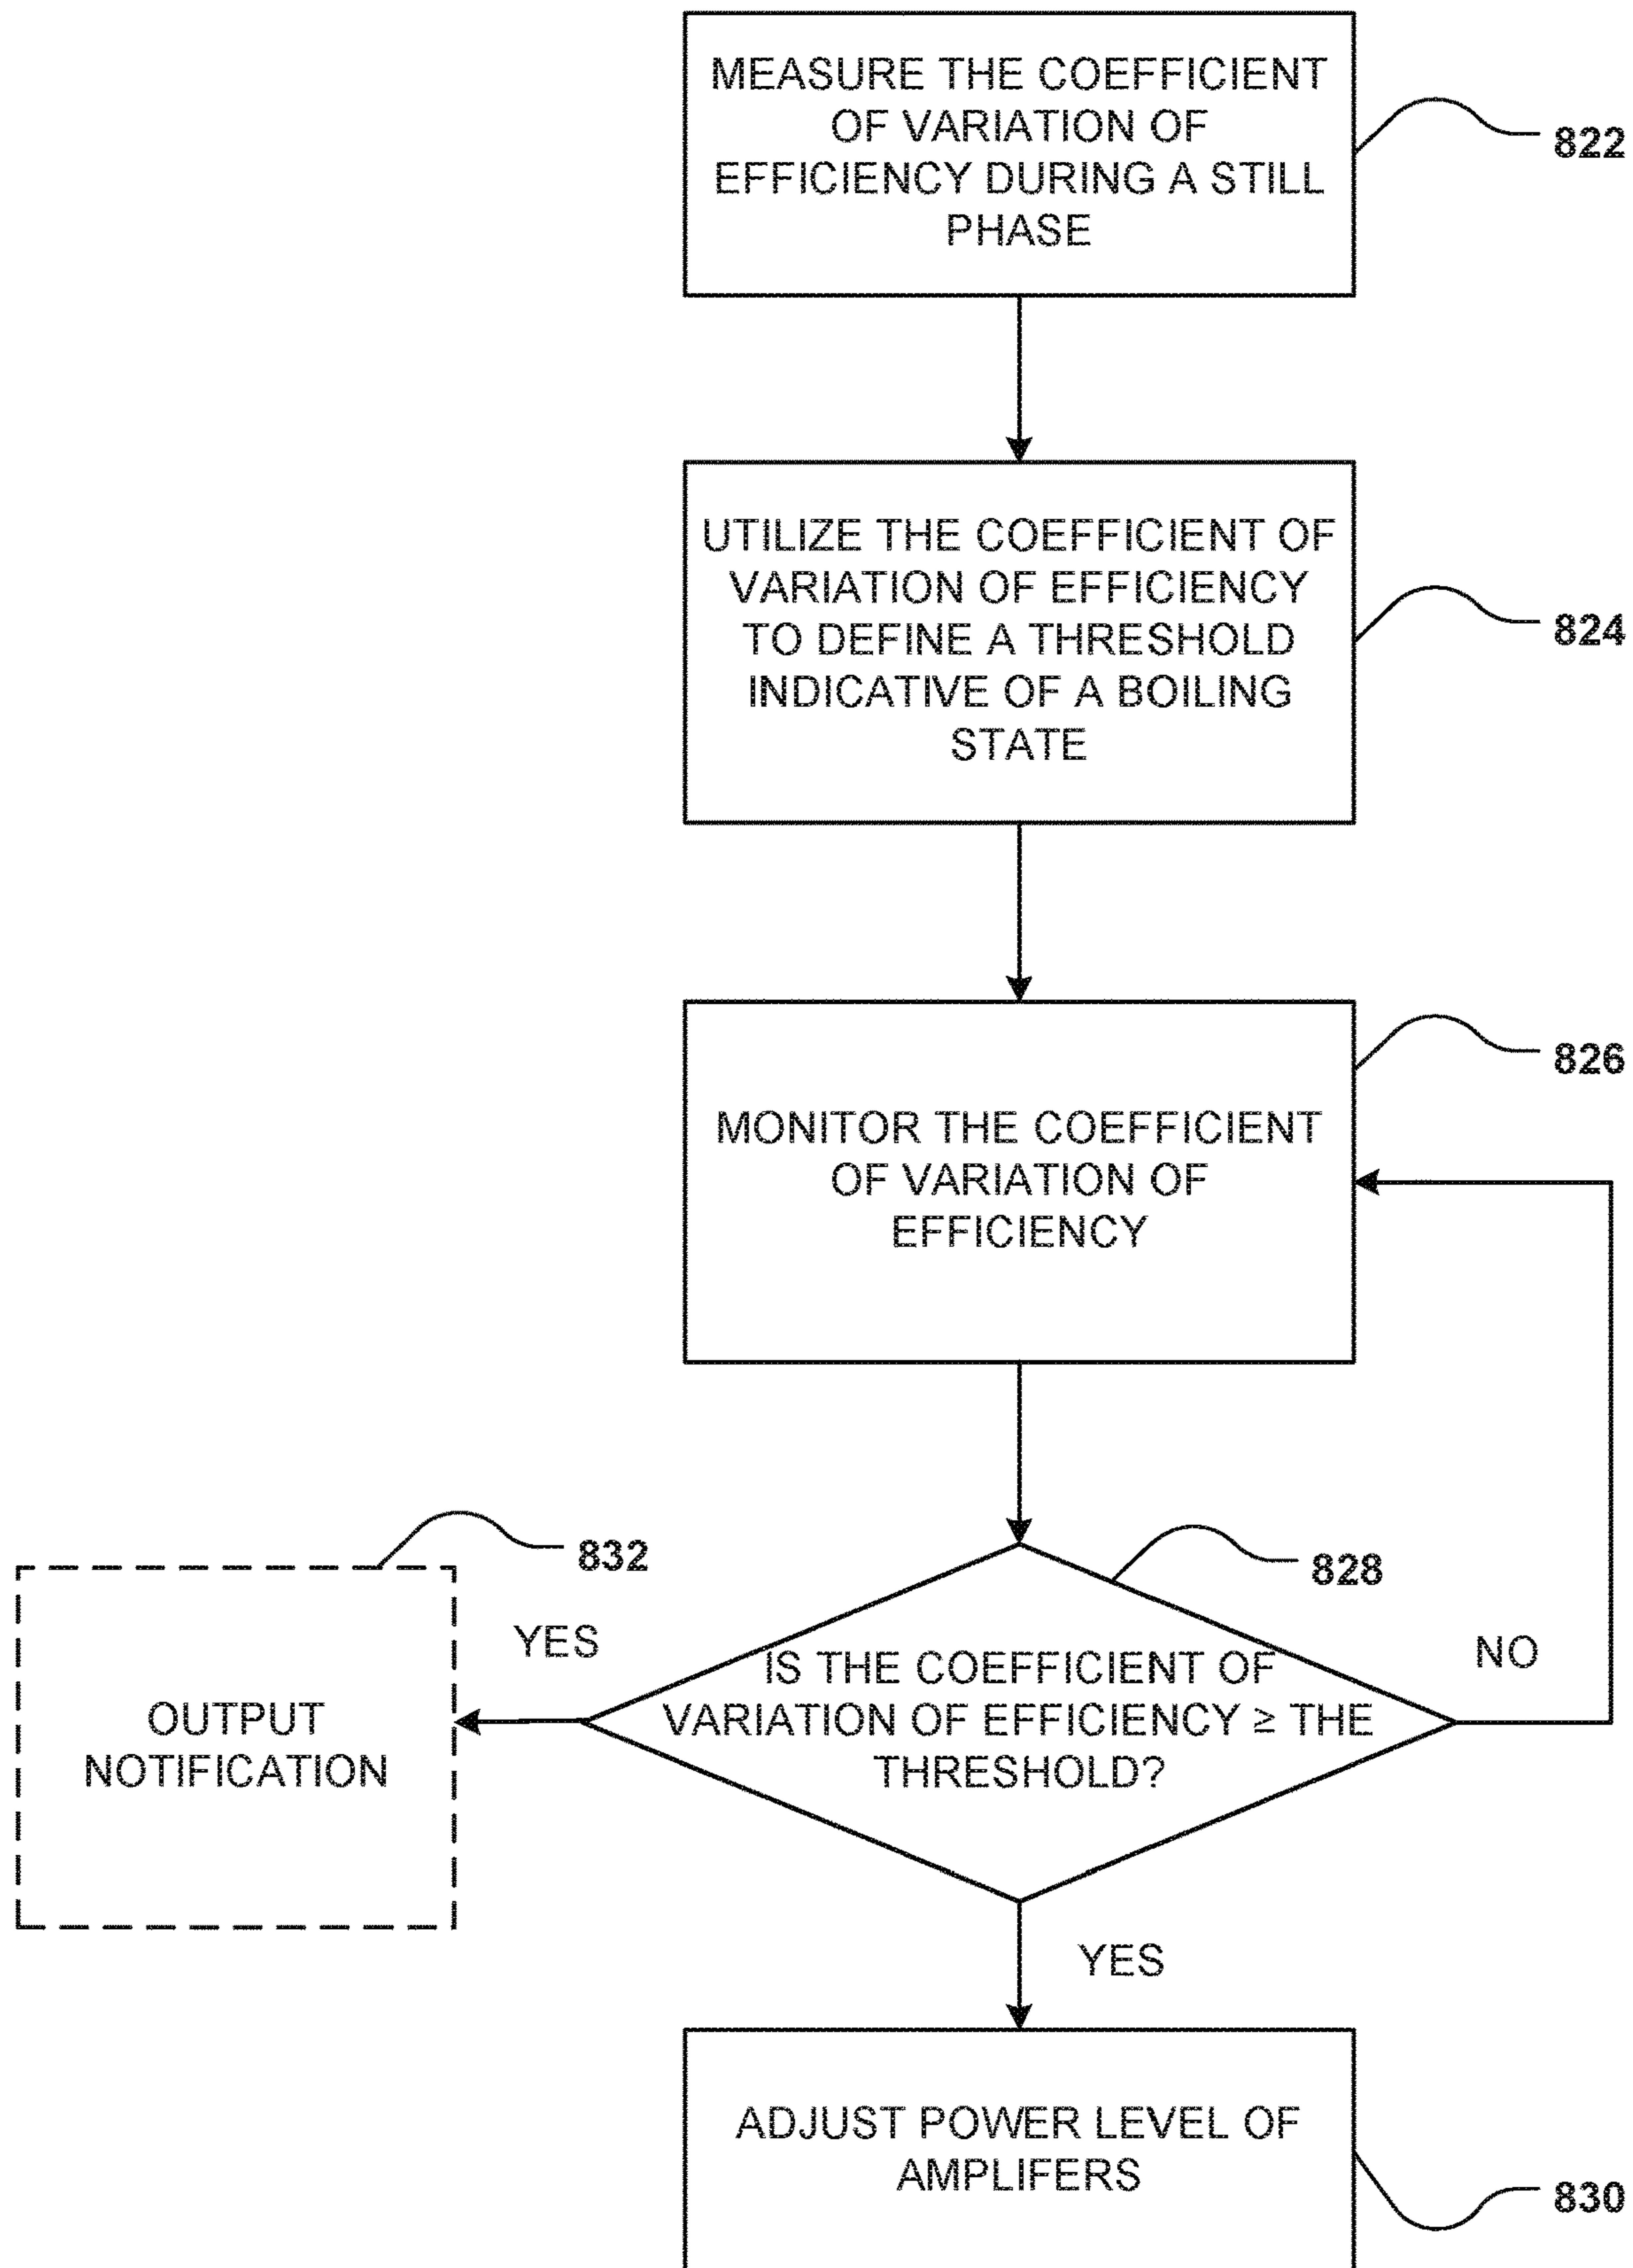 MEASURE THE COEFFICIENT
OF VARIATION OF
EFFICIENCY DURING A STILL
PHASE
822
UTILIZE THE COEFFICIENT OF
VARIATION OF EFFICIENCY
TO DEFINE A THRESHOLD
INDICATIVE OF A BOILING
STATE
824
826
MONITOR THE COEFFICIENT
OF VARIATION OF
EFFICIENCY
832
828
YES
NO
IS THE COEFFICIENT OF
VARIATION OF EFFICIENCY ≥ THE
THRESHOLD?
OUTPUT
NOTIFICATION
YES
ADJUST POWER LEVEL OF
AMPLIFERS
830